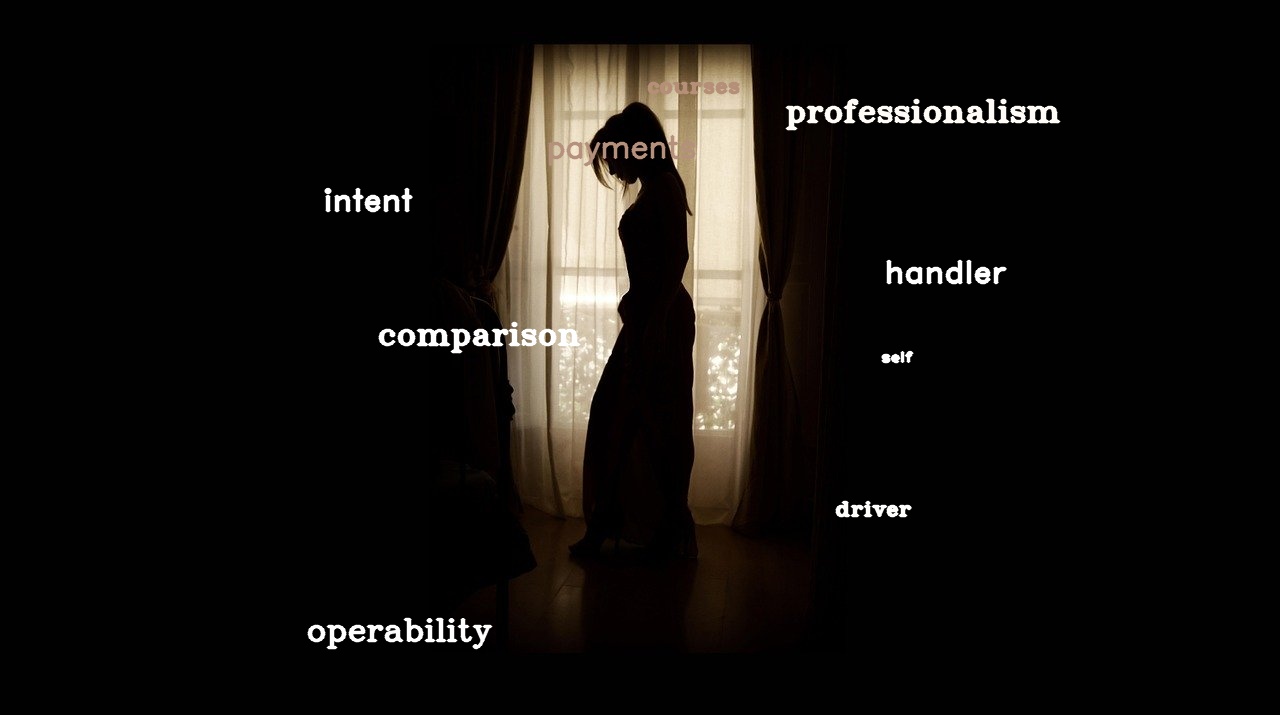 courses
professionalism
payments
intent
handler
comparison
self
driver
operability